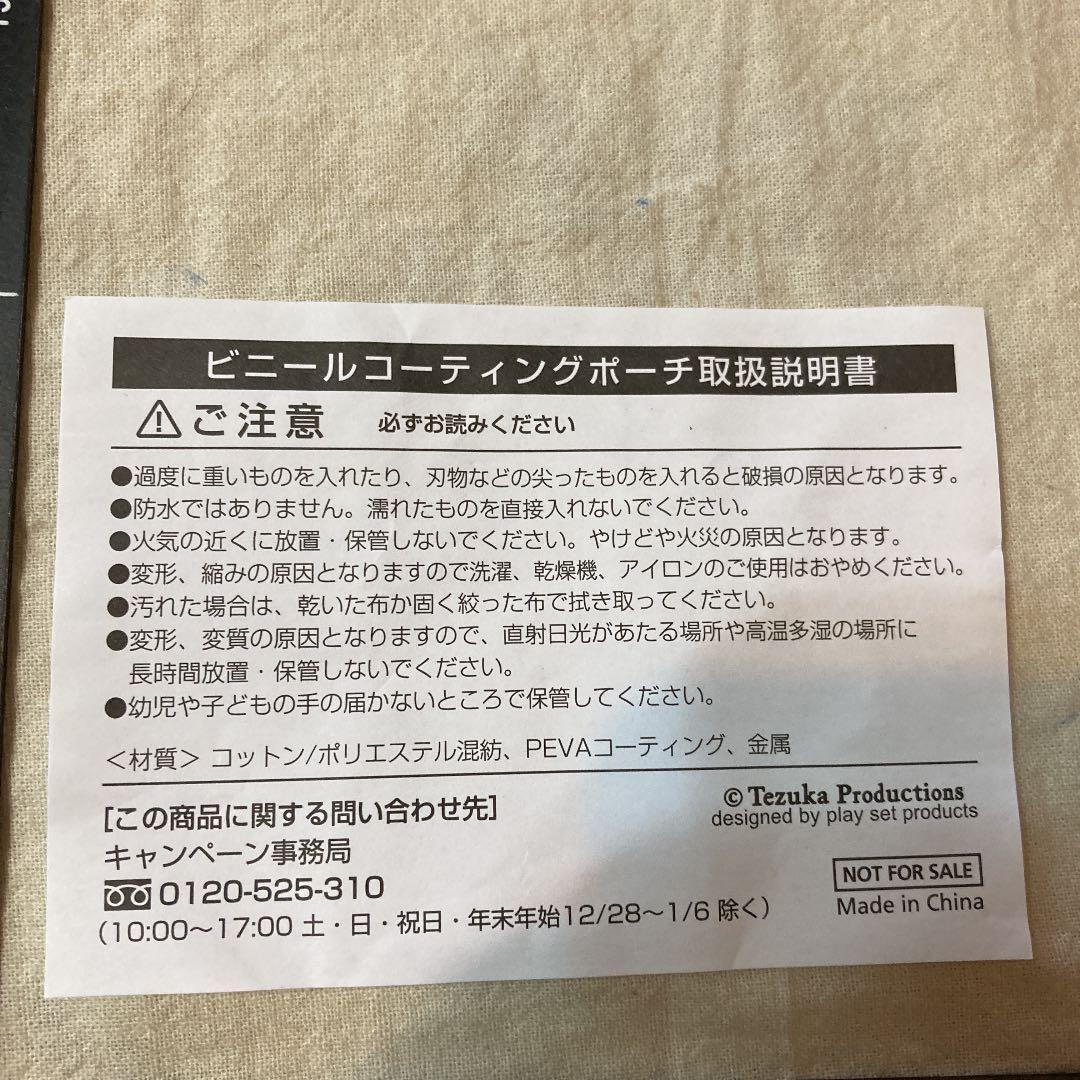 ビニールコーティングポーチ取扱説明書
ご注意 必ずお読みください
●過度に重いものを入れたり、刃物などの尖ったものを入れると破損の原因となります。
●防水ではありません。濡れたものを直接入れないでください。
●火気の近くに放置・保管しないでください。やけどや火災の原因となります。
●変形、縮みの原因となりますので洗濯、乾燥機、アイロンのご使用はおやめください。
●汚れた場合は、乾いた布か固く絞った布で拭き取ってください。
●変形、変質の原因となりますので、直射日光があたる場所や高温多湿の場所に
長時間放置・保管しないでください。
●幼児や子どもの手の届かないところで保管してください。
＜材質＞ コットン/ポリエステル混紡、PEVAコーティング、金属
[この商品に関する問い合わせ先]
キャンペーン事務局
0120-525-310
(10:00〜17:00 土・日・祝日・年末年始12/28〜1/6 除く)
© Tezuka Productions
designed by play set products
NOT FOR SALE
Made in China